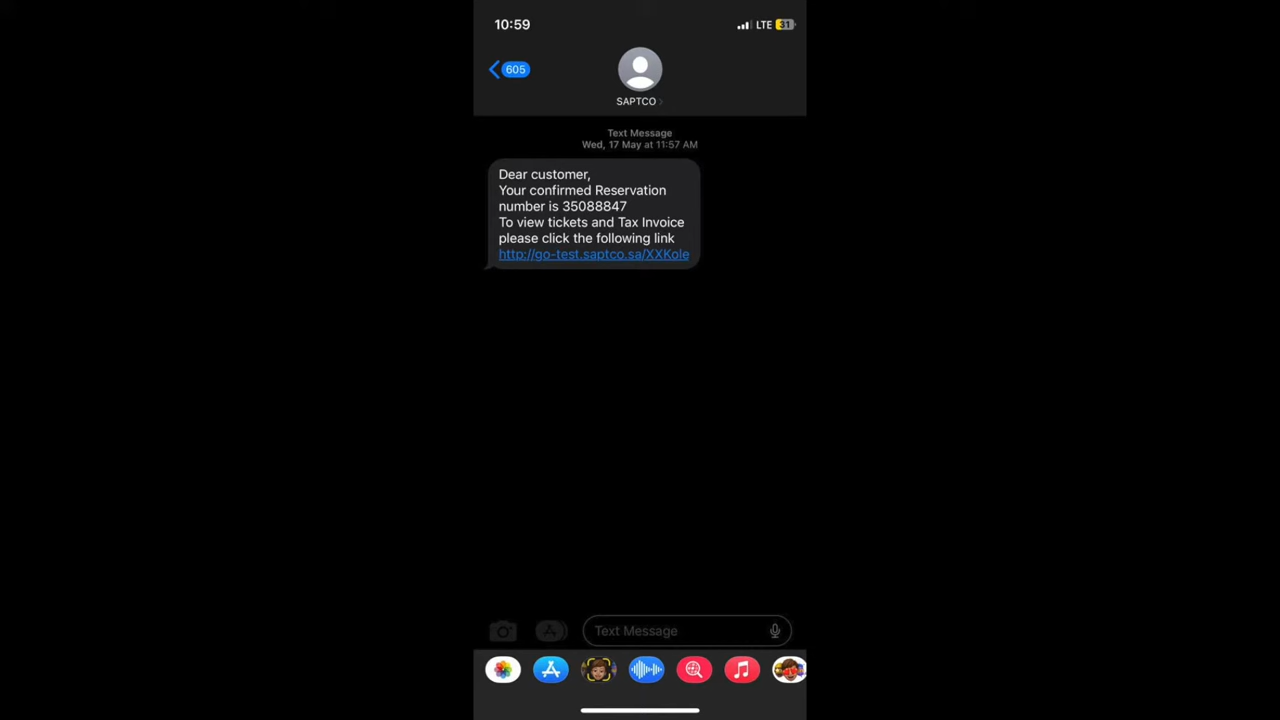 10:59
LTE 31
605
SAPTCO
Text Message
Wed, 17 May at 11:57 AM
Dear customer,
Your confirmed Reservation
number is 35088847
To view tickets and Tax Invoice
please click the following link
http://go-test.saptco.sa/XXKole
Text Message